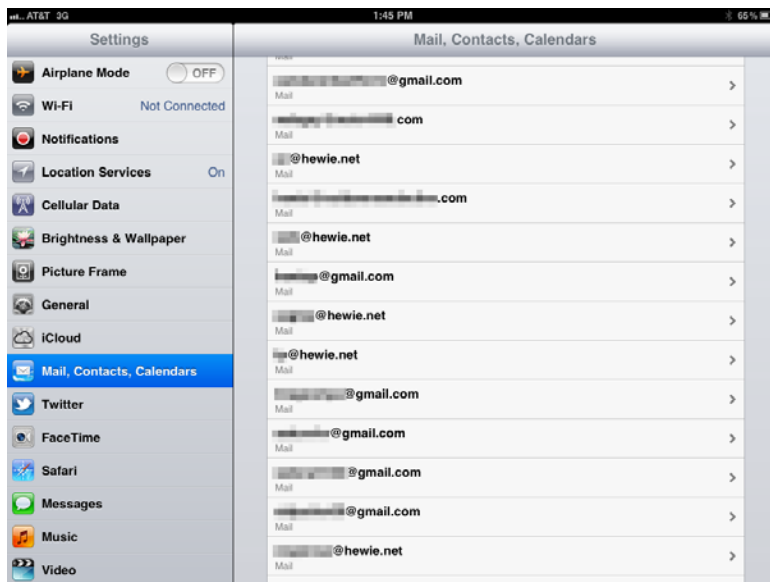 AT&T 3G
1:45 PM
65%
Settings
Mail, Contacts, Calendars
Airplane Mode
OFF
Wi-Fi
Not Connected
Notifications
Location Services
On
Cellular Data
Brightness & Wallpaper
Picture Frame
General
iCloud
Mail, Contacts, Calendars
Twitter
FaceTime
Safari
Messages
Music
Video
Mail
@gmail.com
Mail
com
Mail
@hewie.net
Mail
.com
Mail
@hewie.net
Mail
@gmail.com
Mail
@hewie.net
Mail
@hewie.net
Mail
@gmail.com
Mail
@gmail.com
Mail
@gmail.com
Mail
@gmail.com
Mail
@hewie.net
Mail